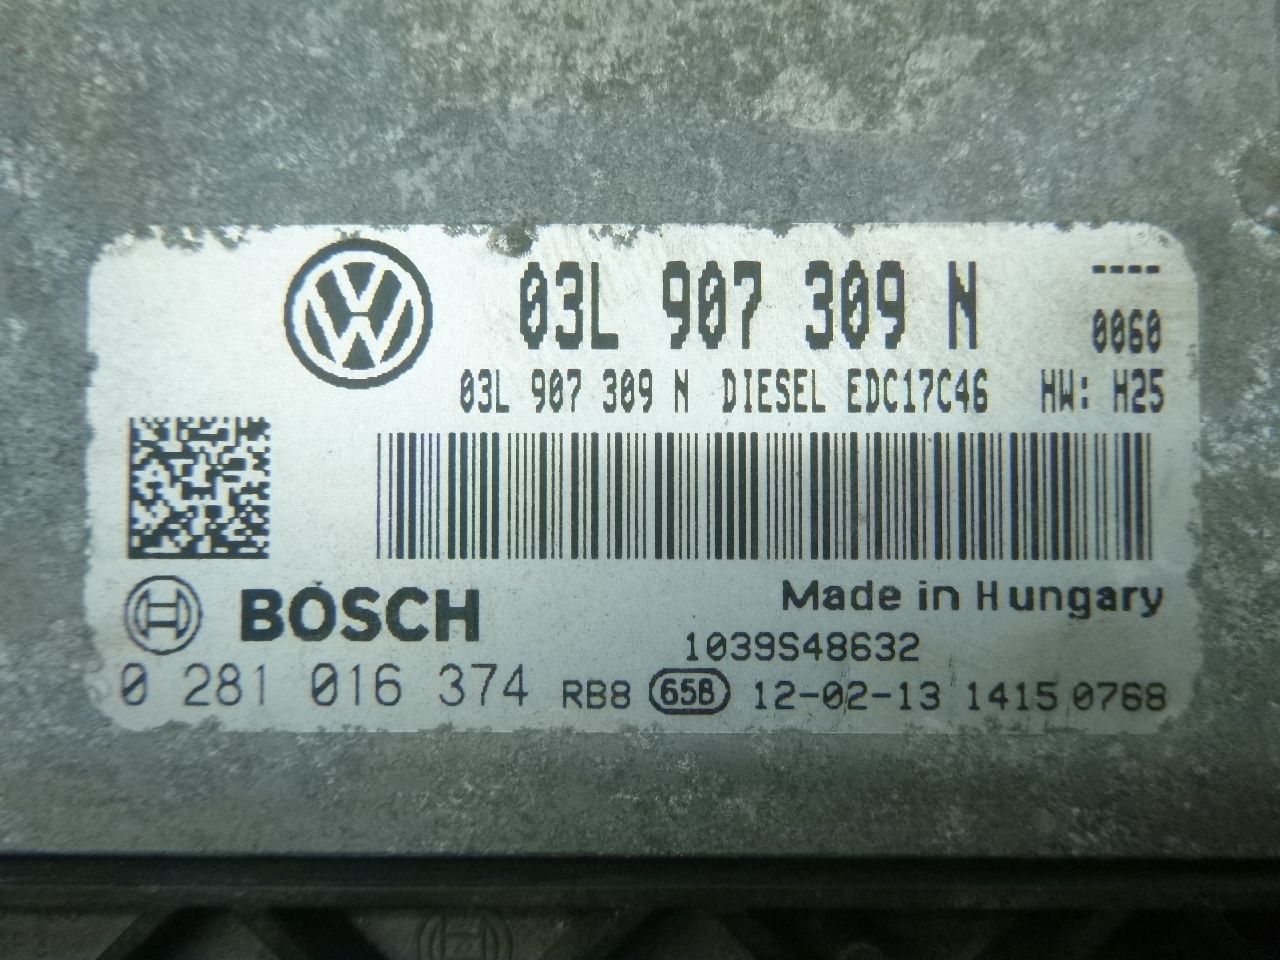 03L 907 309 N ----
0060
03L 907 309 N DIESEL EDC17C46 HW: H25
BOSCH Made in Hungary
1039S48632
0 281 016 374 RB8 65B 12-02-13 1415 0768